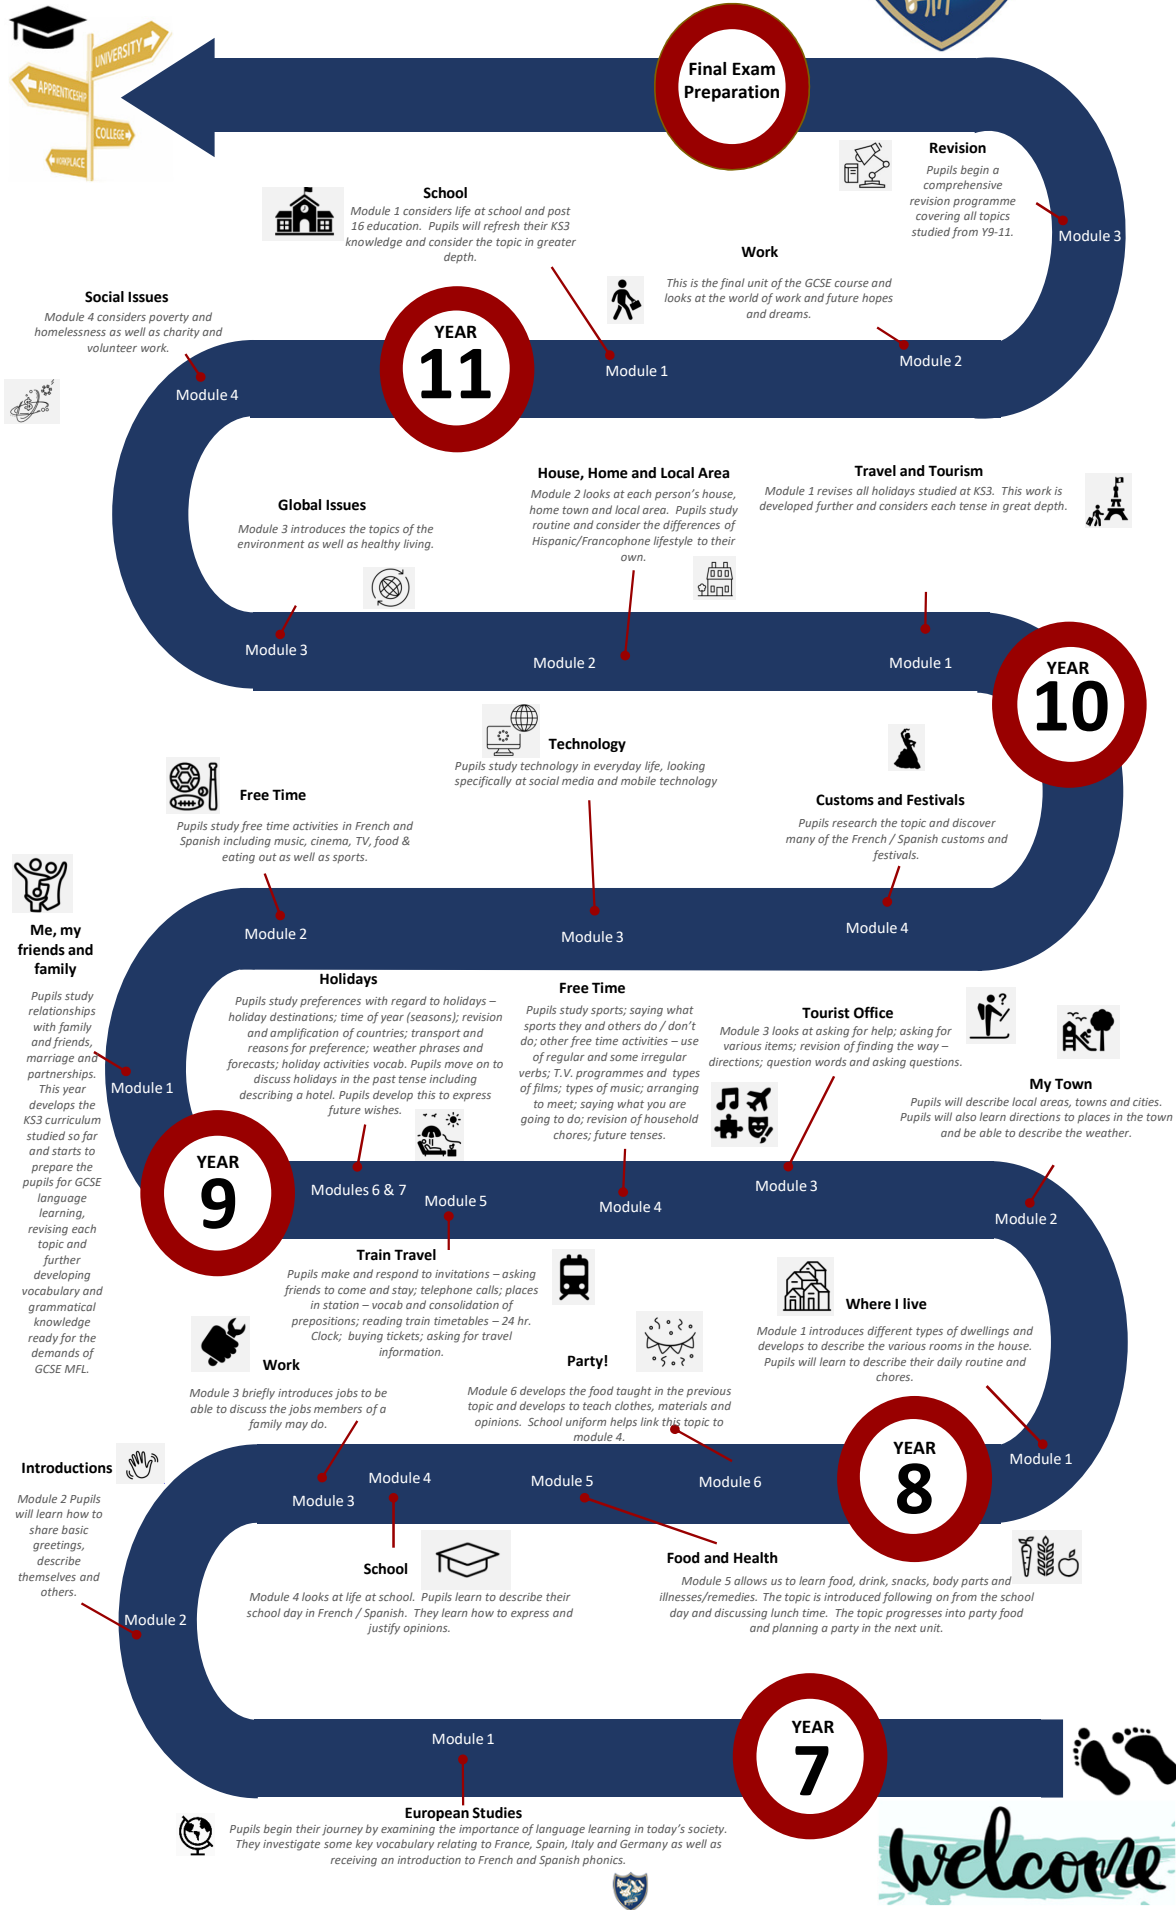 UNIVERSITY
APPRENTICESHIP
COLLEGE
WORKPLACE
Final Exam
Preparation
Revision
Pupils begin a
comprehensive
revision programme
covering all topics
studied from Y9-11.
Module 3
School
Module 1 considers life at school and post
16 education.  Pupils will refresh their KS3
knowledge and consider the topic in greater
depth.
Work
This is the final unit of the GCSE course and
looks at the world of work and future hopes
and dreams.
Social Issues
Module 4 considers poverty and
homelessness as well as charity and
volunteer work.
YEAR
11
Module 1
Module 2
Module 4
Global Issues
Module 3 introduces the topics of the
environment as well as healthy living.
House, Home and Local Area
Module 2 looks at each person's house,
home town and local area.  Pupils study
routine and consider the differences of
Hispanic/Francophone lifestyle to their
own.
Travel and Tourism
Module 1 revises all holidays studied at KS3.  This work is
developed further and considers each tense in great depth.
Module 3
Module 2
Module 1
YEAR
10
Free Time
Pupils study free time activities in French and
Spanish including music, cinema, TV, food &
eating out as well as sports.
Technology
Pupils study technology in everyday life, looking
specifically at social media and mobile technology
Customs and Festivals
Pupils research the topic and discover
many of the French / Spanish customs and
festivals.
Module 2
Module 3
Module 4
Me, my
friends and
family
Pupils study
relationships
with family
and friends,
marriage and
partnerships.
This year
develops the
KS3 curriculum
studied so far
and starts to
prepare the
pupils for GCSE
language
learning,
revising each
topic and
further
developing
vocabulary and
grammatical
knowledge
ready for the
demands of
GCSE MFL.
Module 1
Holidays
Pupils study preferences with regard to holidays –
holiday destinations; time of year (seasons); revision
and amplification of countries; transport and
reasons for preference; weather phrases and
forecasts; holiday activities vocab. Pupils move on to
discuss holidays in the past tense including
describing a hotel. Pupils develop this to express
future wishes.
Free Time
Pupils study sports; saying what
sports they and others do / don't
do; other free time activities – use
of regular and some irregular
verbs; T.V. programmes and  types
of films; types of music; arranging
to meet; saying what you are
going to do; revision of household
chores; future tenses.
Tourist Office
Module 3 looks at asking for help; asking for
various items; revision of finding the way –
directions; question words and asking questions.
My Town
Pupils will describe local areas, towns and cities.
Pupils will also learn directions to places in the town
and be able to describe the weather.
YEAR
9
Modules 6 & 7
Module 5
Module 4
Module 3
Module 2
Train Travel
Pupils make and respond to invitations – asking
friends to come and stay; telephone calls; places
in station – vocab and consolidation of
prepositions; reading train timetables – 24 hr.
Clock;  buying tickets; asking for travel
information.
Work
Module 3 briefly introduces jobs to be
able to discuss the jobs members of a
family may do.
Party!
Module 6 develops the food taught in the previous
topic and develops to teach clothes, materials and
opinions.  School uniform helps link this topic to
module 4.
Where I live
Module 1 introduces different types of dwellings and
develops to describe the various rooms in the house.
Pupils will learn to describe their daily routine and
chores.
YEAR
8
Module 1
Introductions
Module 2 Pupils
will learn how to
share basic
greetings,
describe
themselves and
others.
Module 3
Module 4
Module 5
Module 6
Module 2
School
Module 4 looks at life at school.  Pupils learn to describe their
school day in French / Spanish.  They learn how to express and
justify opinions.
Food and Health
Module 5 allows us to learn food, drink, snacks, body parts and
illnesses/remedies. The topic is introduced following on from the school
day and discussing lunch time.  The topic progresses into party food
and planning a party in the next unit.
Module 1
YEAR
7
European Studies
Pupils begin their journey by examining the importance of language learning in today's society.
They investigate some key vocabulary relating to France, Spain, Italy and Germany as well as
receiving an introduction to French and Spanish phonics.
welcome